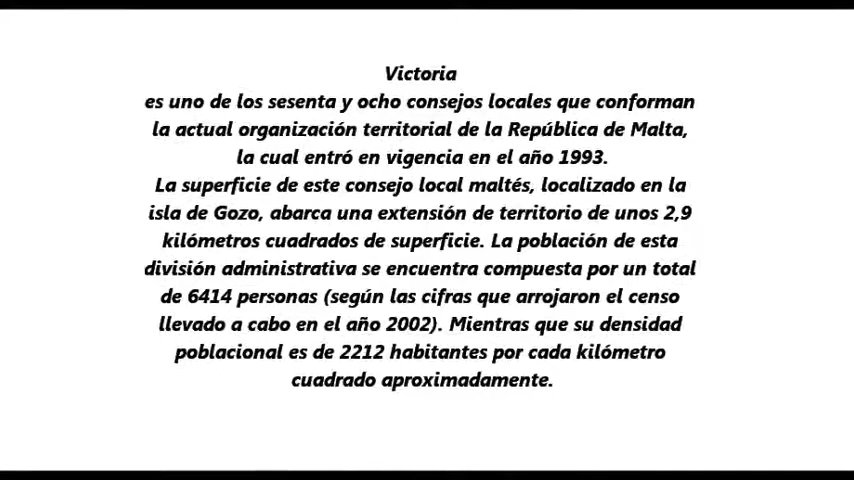 Victoria
es uno de los sesenta y ocho consejos locales que conforman
la actual organización territorial de la República de Malta,
la cual entró en vigencia en el año 1993.
La superficie de este consejo local maltés, localizado en la
isla de Gozo, abarca una extensión de territorio de unos 2,9
kilómetros cuadrados de superficie. La población de esta
división administrativa se encuentra compuesta por un total
de 6414 personas (según las cifras que arrojaron el censo
llevado a cabo en el año 2002). Mientras que su densidad
poblacional es de 2212 habitantes por cada kilómetro
cuadrado aproximadamente.